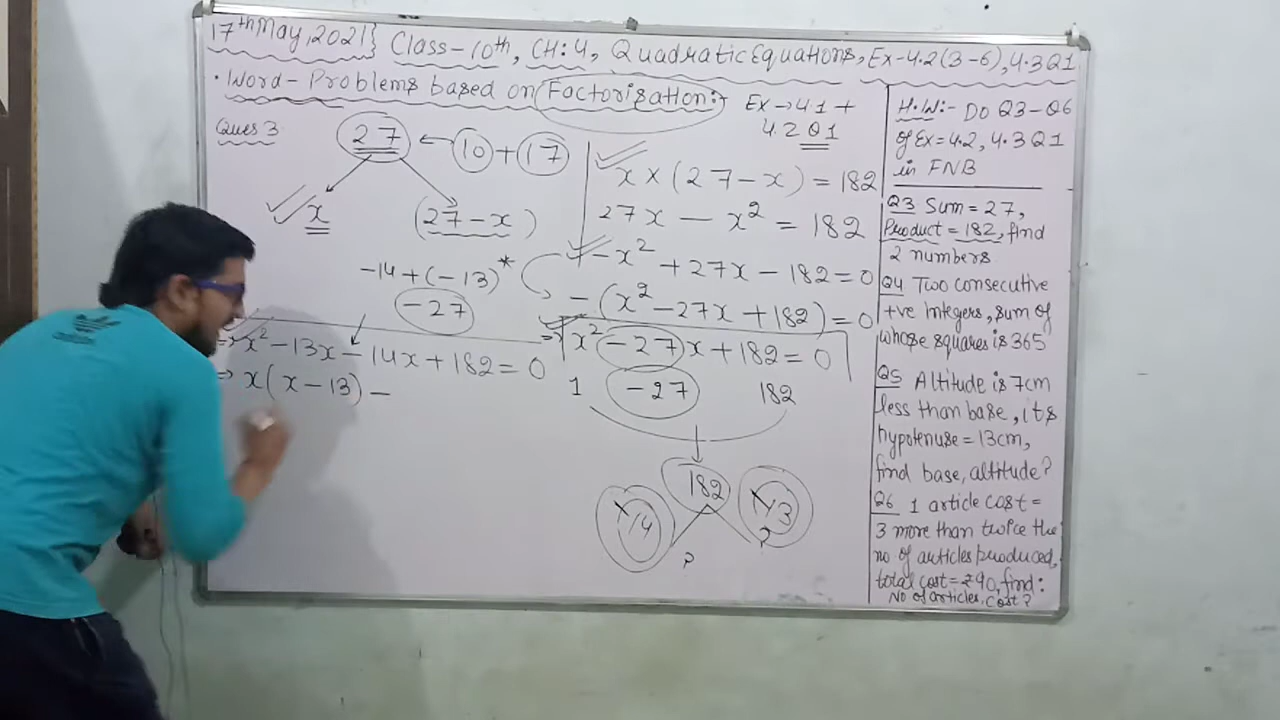 17th May, 2021} Class-10th, CH:4, Quadratic Equations, Ex-4.2(3-6), 4.3Q1
·Word-Problems based on Factorisation:-
Ex→4.1 +
4.2 Q1
Ques 3
27 ← 10 + 17
x (27-x)
-14+(-13)*
-27
⇒ x²-13x-14x+182=0
⇒ x(x-13)-
x×(27-x)=182
27x - x² = 182
-x²+27x-182=0
-(x²-27x+182)=0
⇒ x²-27x+182=0
1 -27 182
182
14 13
? ?
H.W:- Do Q3-Q6
of Ex=4.2, 4.3Q1
in FNB
Q3 Sum=27,
Product=182, find
2 numbers
Q4 Two consecutive
+ve Integers, sum of
whose squares is 365
Q5 Altitude is 7cm
less than base, its
hypotenuse=13cm,
find base, altitude?
Q6 1 article cost=
3 more than twice the
no of articles produced,
total cost=₹90, find:
No of articles, cost?